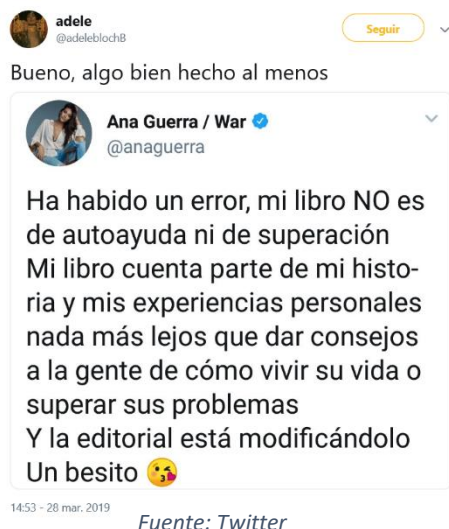 adele
@adeleblochB
Seguir
Bueno, algo bien hecho al menos
Ana Guerra / War
@anaguerra
Ha habido un error, mi libro NO es
de autoayuda ni de superación
Mi libro cuenta parte de mi histo-
ria y mis experiencias personales
nada más lejos que dar consejos
a la gente de cómo vivir su vida o
superar sus problemas
Y la editorial está modificándolo
Un besito 😘
14:53 - 28 mar. 2019
Fuente: Twitter